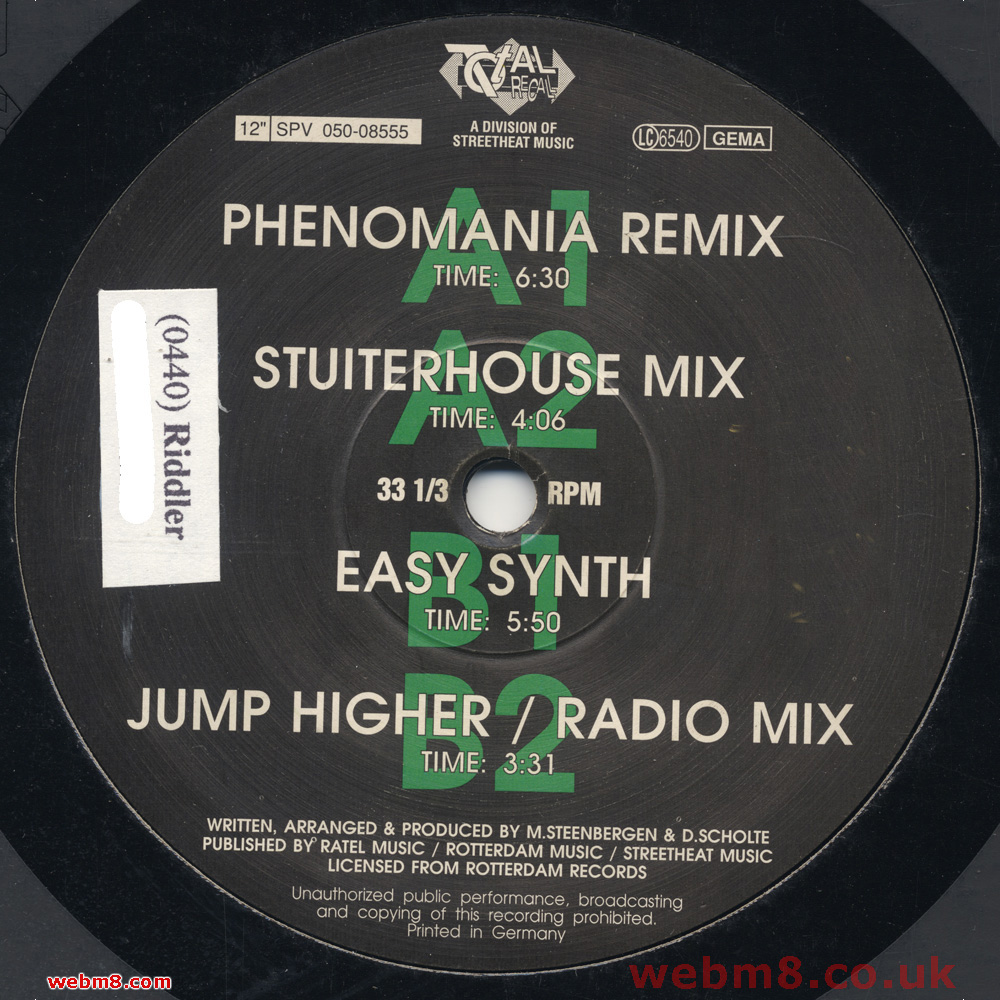 TOTAL
RECALL
A DIVISION OF
STREETHEAT MUSIC
12" SPV 050-08555
LC 6540 GEMA
A1
PHENOMANIA REMIX
TIME: 6:30
A2
STUITERHOUSE MIX
TIME: 4:06
(0440) Riddler
33 1/3 RPM
B1
EASY SYNTH
TIME: 5:50
B2
JUMP HIGHER / RADIO MIX
TIME: 3:31
WRITTEN, ARRANGED & PRODUCED BY M.STEENBERGEN & D.SCHOLTE
PUBLISHED BY RATEL MUSIC / ROTTERDAM MUSIC / STREETHEAT MUSIC
LICENSED FROM ROTTERDAM RECORDS
Unauthorized public performance, broadcasting
and copying of this recording prohibited.
Printed in Germany
webm8.com
webm8.co.uk